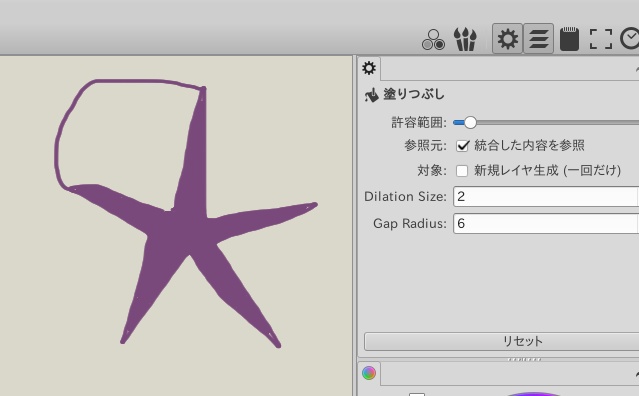 塗りつぶし
許容範囲:
参照元: 統合した内容を参照
対象: 新規レイヤ生成 (一回だけ)
Dilation Size: 2
Gap Radius: 6
リセット